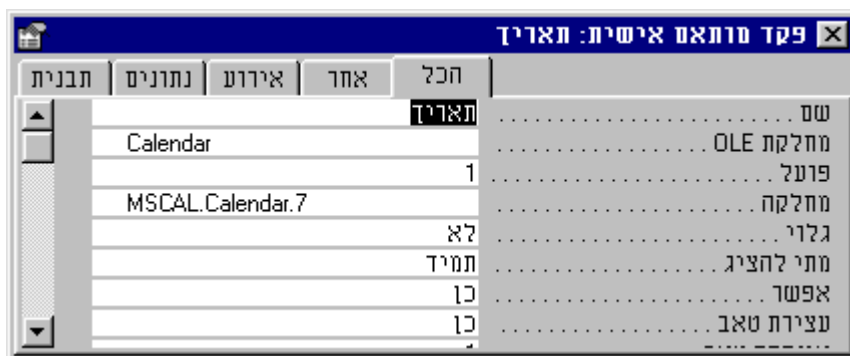 פקד מותאם אישית: תאריך
הכל אחר אירוע נתונים תבנית
שם . . . . . . . . . . . . . . . . . . . . . . . . . תאריך
מחלקת OLE . . . . . . . . . . . . . . . . . Calendar
פועל . . . . . . . . . . . . . . . . . . . . . . . . 1
מחלקה . . . . . . . . . . . . . . . . . . . . . MSCAL.Calendar.7
גלוי . . . . . . . . . . . . . . . . . . . . . . . . לא
מתי להציג . . . . . . . . . . . . . . . . . . תמיד
אפשר . . . . . . . . . . . . . . . . . . . . . . כן
עצירת טאב . . . . . . . . . . . . . . . . . כן